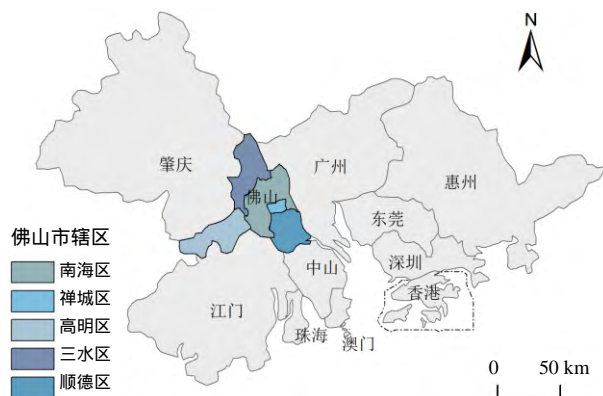 N
肇庆
广州
惠州
佛山
东莞
佛山市辖区
南海区
禅城区
高明区
三水区
顺德区
中山
深圳
香港
江门
珠海
澳门
0 50 km